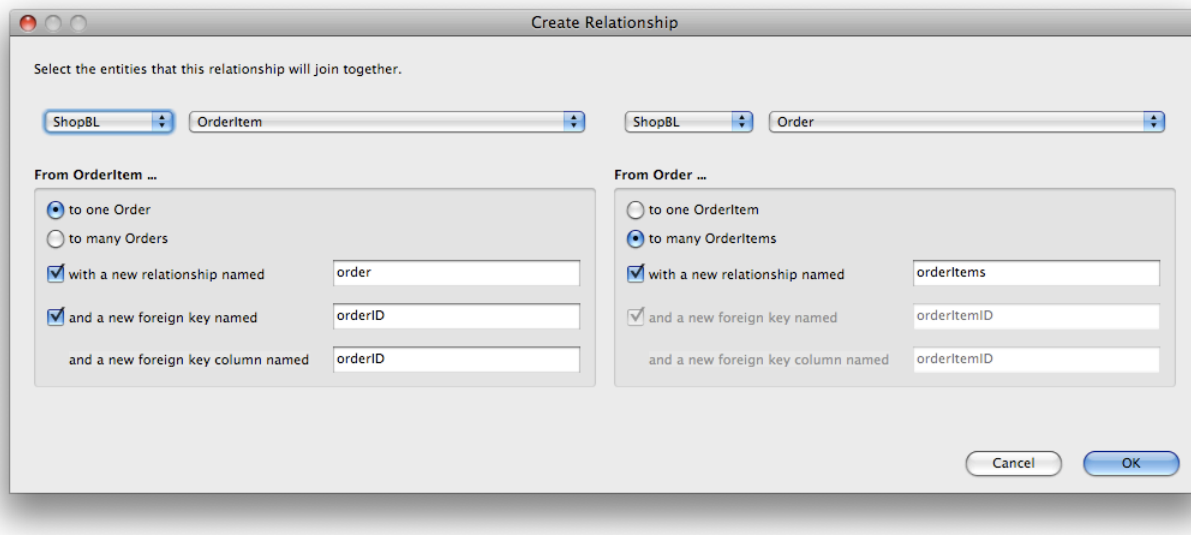 Create Relationship
Select the entities that this relationship will join together.
ShopBL OrderItem ShopBL Order
From OrderItem ...
to one Order
to many Orders
with a new relationship named order
and a new foreign key named orderID
and a new foreign key column named orderID
From Order ...
to one OrderItem
to many OrderItems
with a new relationship named orderItems
and a new foreign key named orderItemID
and a new foreign key column named orderItemID
Cancel OK